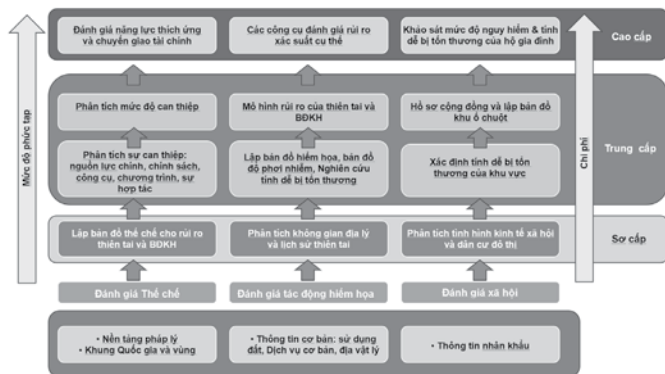 Đánh giá năng lực thích ứng
và chuyển giao tài chính
Các công cụ đánh giá rủi ro
xác suất cụ thể
Khảo sát mức độ nguy hiểm & tính
dễ bị tổn thương của hộ gia đình
Cao cấp
Phân tích mức độ can thiệp
Mô hình rủi ro của thiên tai và
BĐKH
Hồ sơ cộng đồng và lập bản đồ
khu ổ chuột
Trung cấp
Phân tích sự can thiệp:
nguồn lực chính, chính sách,
công cụ, chương trình, sự
hợp tác
Lập bản đồ hiểm họa, bản đồ
độ phơi nhiễm, Nghiên cứu
tính dễ bị tổn thương
Xác định tính dễ bị tổn
thương của khu vực
Lập bản đồ thể chế cho rủi ro
thiên tai và BĐKH
Phân tích không gian địa lý
và lịch sử thiên tai
Phân tích tình hình kinh tế xã hội
và dân cư đô thị
Sơ cấp
Đánh giá Thể chế
Đánh giá tác động hiểm họa
Đánh giá xã hội
• Nền tảng pháp lý
• Khung Quốc gia và vùng
• Thông tin cơ bản: sử dụng
đất, Dịch vụ cơ bản, địa vật lý
• Thông tin nhân khẩu
Mức độ phức tạp
Chi phí